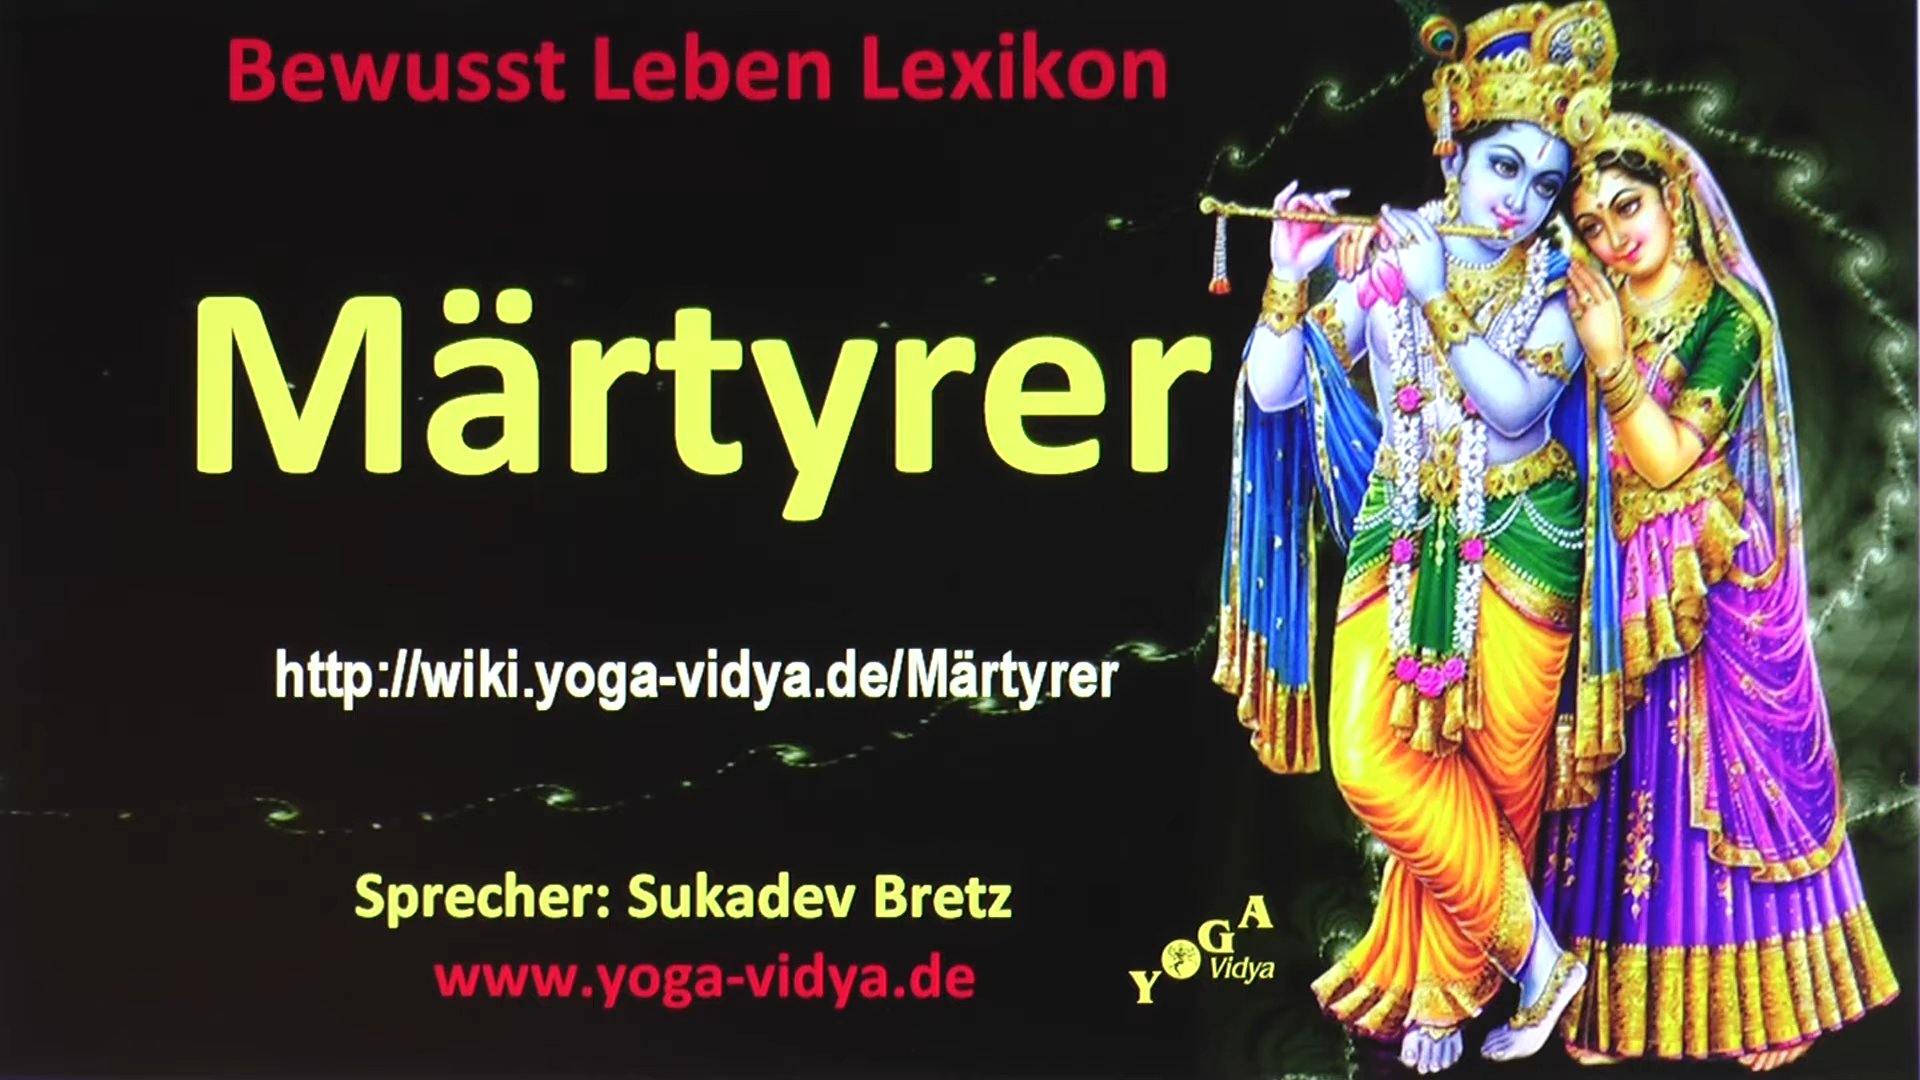 Bewusst Leben Lexikon
Märtyrer
http://wiki.yoga-vidya.de/Märtyrer
Sprecher: Sukadev Bretz
www.yoga-vidya.de
YOGA
Vidya